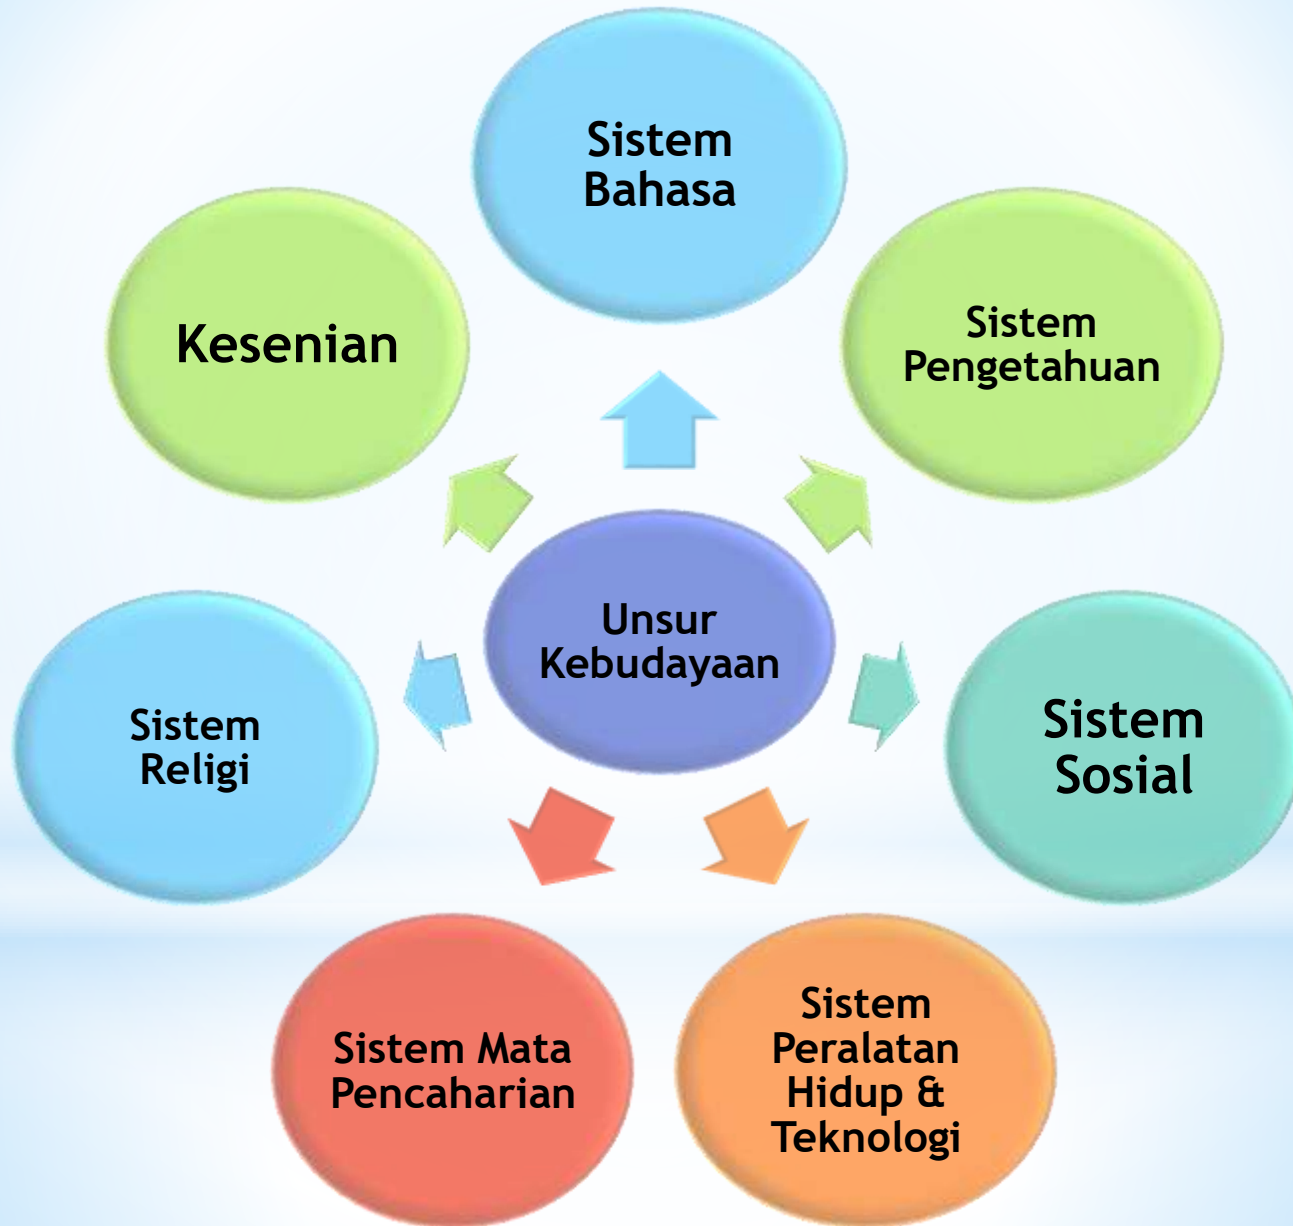 Sistem
Bahasa
Kesenian
Sistem
Pengetahuan
Unsur
Kebudayaan
Sistem
Religi
Sistem
Sosial
Sistem Mata
Pencaharian
Sistem
Peralatan
Hidup &
Teknologi